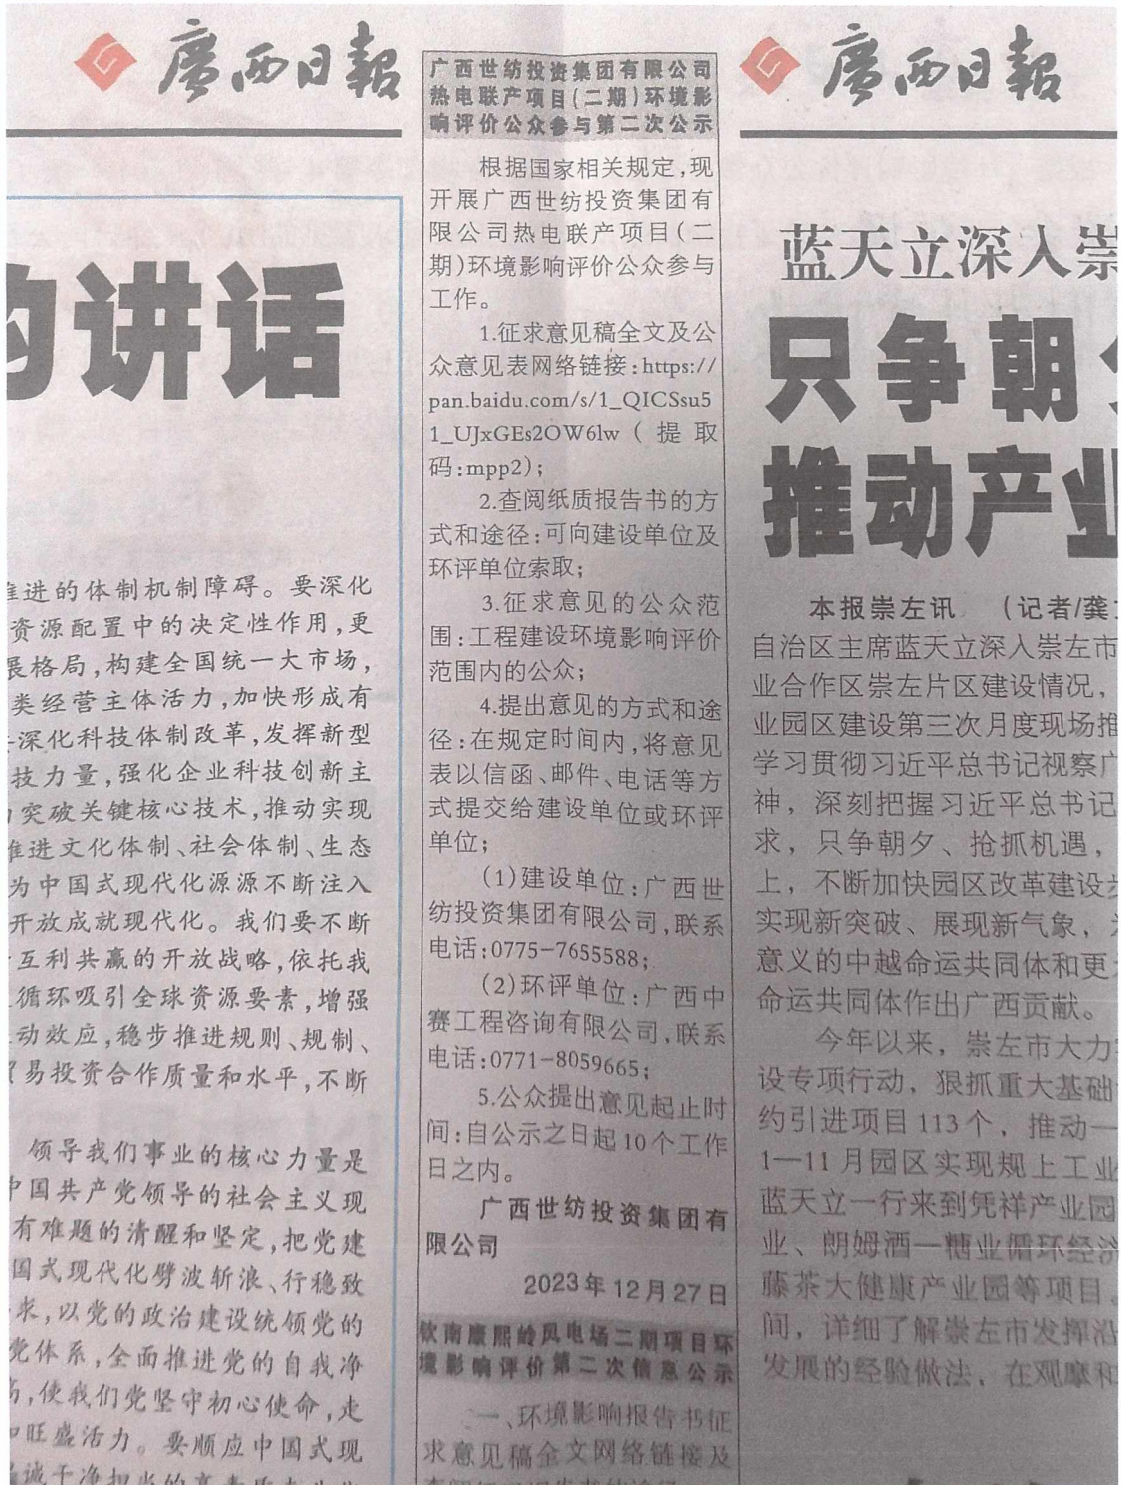 廣西日報
的讲话
推进的体制机制障碍。要深化
资源配置中的决定性作用,更
展格局,构建全国统一大市场,
类经营主体活力,加快形成有
深化科技体制改革,发挥新型
技力量,强化企业科技创新主
突破关键核心技术,推动实现
推进文化体制、社会体制、生态
为中国式现代化源源不断注入
开放成就现代化。我们要不断
互利共赢的开放战略,依托我
循环吸引全球资源要素,增强
动效应,稳步推进规则、规制、
贸易投资合作质量和水平,不断
领导我们事业的核心力量是
中国共产党领导的社会主义现
有难题的清醒和坚定,把党建
国式现代化劈波斩浪、行稳致
求,以党的政治建设统领党的
党体系,全面推进党的自我净
高,使我们党坚守初心使命,走
和旺盛活力。要顺应中国式现
广西世纺投资集团有限公司
热电联产项目(二期)环境影
响评价公众参与第二次公示
根据国家相关规定,现
开展广西世纺投资集团有
限公司热电联产项目(二
期)环境影响评价公众参与
工作。
1.征求意见稿全文及公
众意见表网络链接:https://
pan.baidu.com/s/1_QICSsu5
1_UJxGEs2OW6lw(提取
码:mpp2);
2.查阅纸质报告书的方
式和途径:可向建设单位及
环评单位索取;
3.征求意见的公众范
围:工程建设环境影响评价
范围内的公众;
4.提出意见的方式和途
径:在规定时间内,将意见
表以信函、邮件、电话等方
式提交给建设单位或环评
单位;
(1)建设单位:广西世
纺投资集团有限公司,联系
电话:0775-7655588;
(2)环评单位:广西中
赛工程咨询有限公司,联系
电话:0771-8059665;
5.公众提出意见起止时
间:自公示之日起10个工作
日之内。
广西世纺投资集团有
限公司
2023年12月27日
钦南康熙岭风电场二期项目环
境影响评价第二次信息公示
一、环境影响报告书征
求意见稿全文网络链接及
廣西日報
蓝天立深入崇
只争朝夕
推动产业
本报崇左讯 (记者/龚
自治区主席蓝天立深入崇左市
业合作区崇左片区建设情况,
业园区建设第三次月度现场推
学习贯彻习近平总书记视察广
神,深刻把握习近平总书记
求,只争朝夕、抢抓机遇,
上,不断加快园区改革建设步
实现新突破、展现新气象,为
意义的中越命运共同体和更
命运共同体作出广西贡献。
今年以来,崇左市大力
设专项行动,狠抓重大基础
约引进项目113个,推动一
1—11月园区实现规上工业
蓝天立一行来到凭祥产业园
业、朗姆酒—糖业循环经济
藤茶大健康产业园等项目。
间,详细了解崇左市发挥沿
发展的经验做法,在观摩和